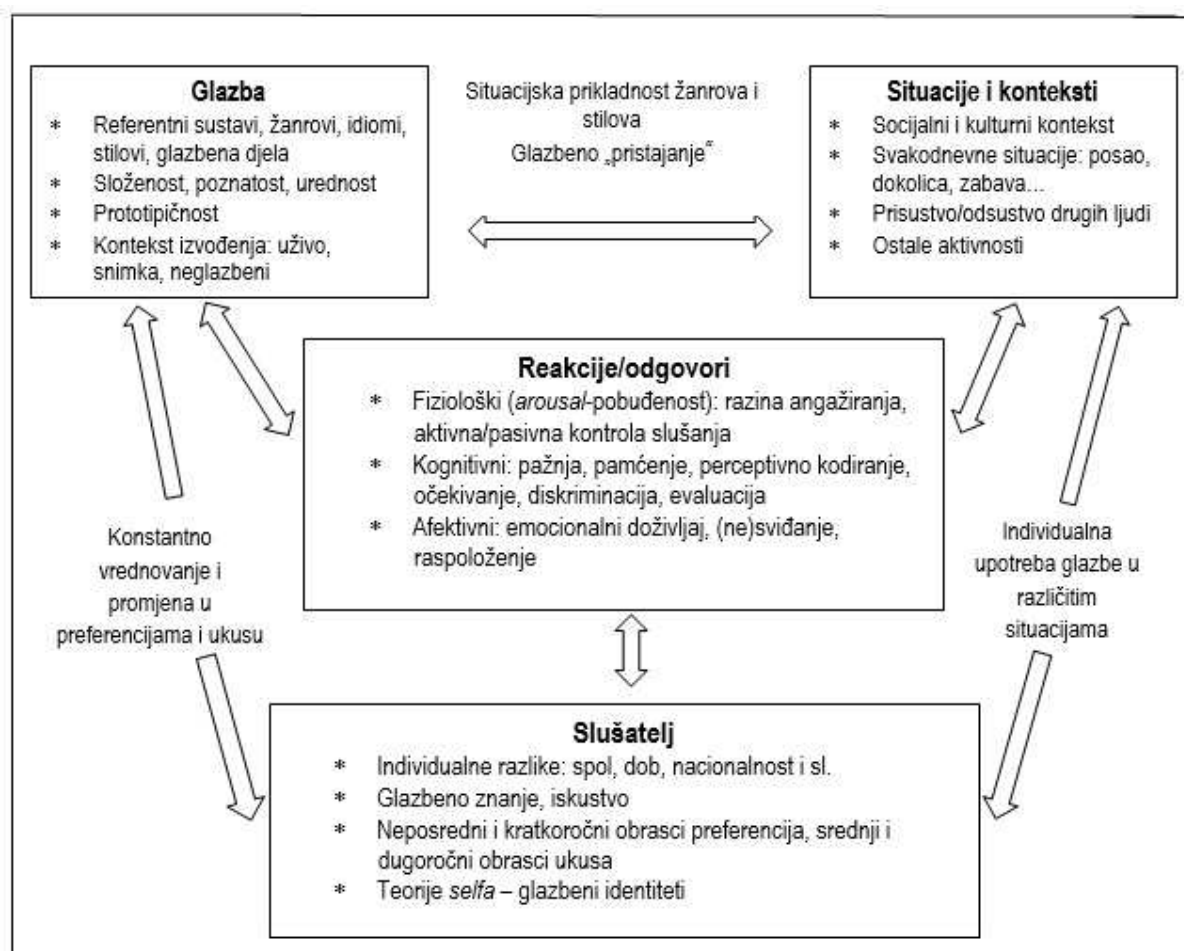 Glazba
* Referentni sustavi, žanrovi, idiomi,
stilovi, glazbena djela
* Složenost, poznatost, urednost
* Prototipičnost
* Kontekst izvođenja: uživo,
snimka, neglazbeni
Situacijska prikladnost žanrova i
stilova
Glazbeno „pristajanje“
Situacije i konteksti
* Socijalni i kulturni kontekst
* Svakodnevne situacije: posao,
dokolica, zabava...
* Prisustvo/odsustvo drugih ljudi
* Ostale aktivnosti
Reakcije/odgovori
* Fiziološki (arousal-pobuđenost): razina angažiranja,
aktivna/pasivna kontrola slušanja
* Kognitivni: pažnja, pamćenje, perceptivno kodiranje,
očekivanje, diskriminacija, evaluacija
* Afektivni: emocionalni doživljaj, (ne)sviđanje,
raspoloženje
Konstantno
vrednovanje i
promjena u
preferencijama i ukusu
Individualna
upotreba glazbe u
različitim
situacijama
Slušatelj
* Individualne razlike: spol, dob, nacionalnost i sl.
* Glazbeno znanje, iskustvo
* Neposredni i kratkoročni obrasci preferencija, srednji i
dugoročni obrasci ukusa
* Teorije selfa – glazbeni identiteti